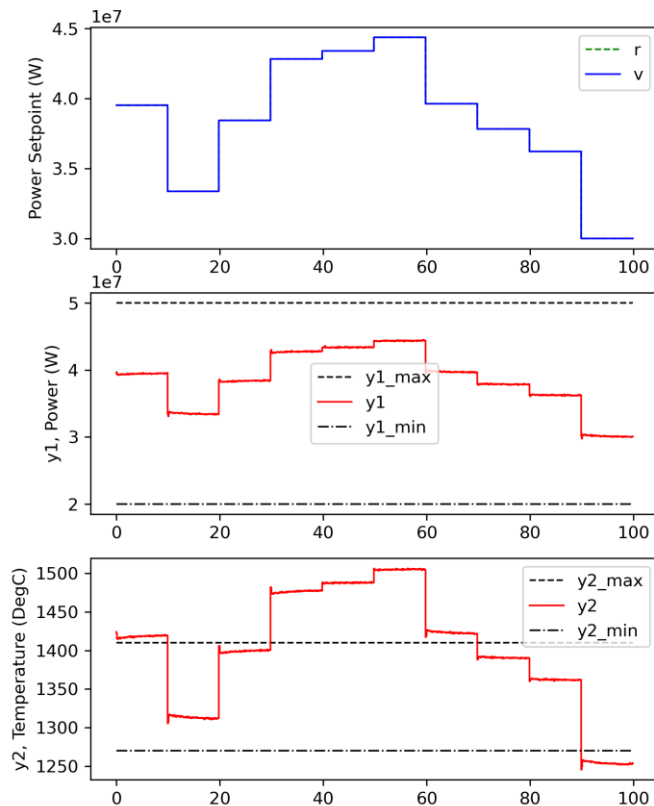 1e7
4.5
4.0
3.5
3.0
Power Setpoint (W)
r
v
0 20 40 60 80 100
1e7
5
4
3
2
y1, Power (W)
y1_max
y1
y1_min
0 20 40 60 80 100
1500
1450
1400
1350
1300
1250
y2, Temperature (DegC)
y2_max
y2
y2_min
0 20 40 60 80 100